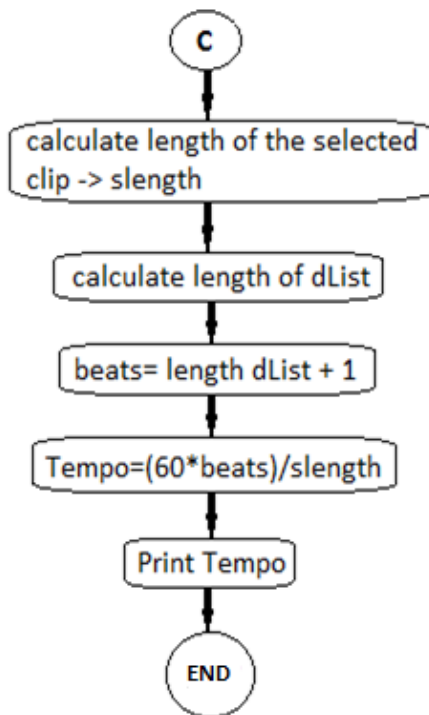 C
calculate length of the selected
clip -> slength
calculate length of dList
beats= length dList + 1
Tempo=(60*beats)/slength
Print Tempo
END